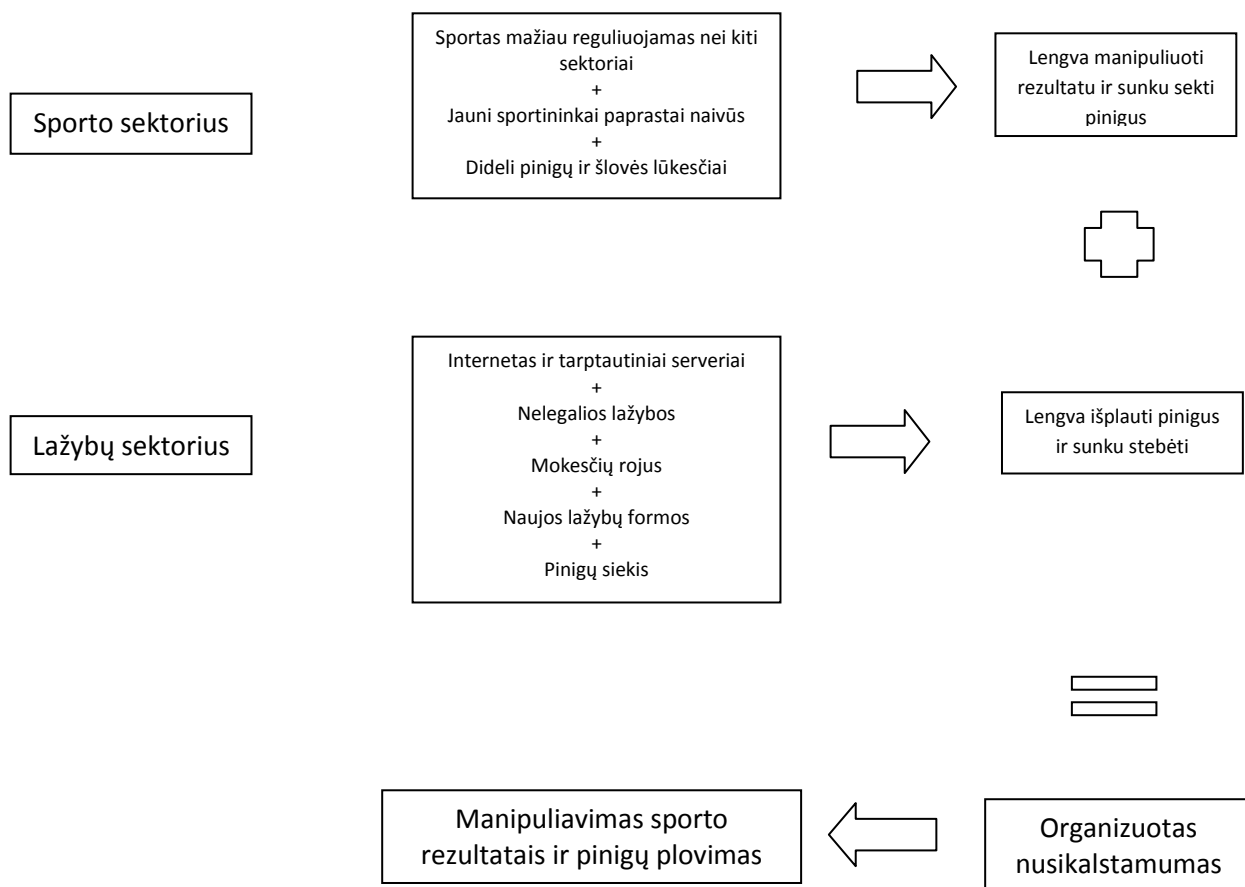 Sporto sektorius
Sportas mažiau reguliuojamas nei kiti
sektoriai
+
Jauni sportininkai paprastai naivūs
+
Dideli pinigų ir šlovės lūkesčiai
Lengva manipuliuoti
rezultatu ir sunku sekti
pinigus
Lažybų sektorius
Internetas ir tarptautiniai serveriai
+
Nelegalios lažybos
+
Mokesčių rojus
+
Naujos lažybų formos
+
Pinigų siekis
Lengva išplauti pinigus
ir sunku stebėti
Manipuliavimas sporto
rezultatais ir pinigų plovimas
Organizuotas
nusikalstamumas